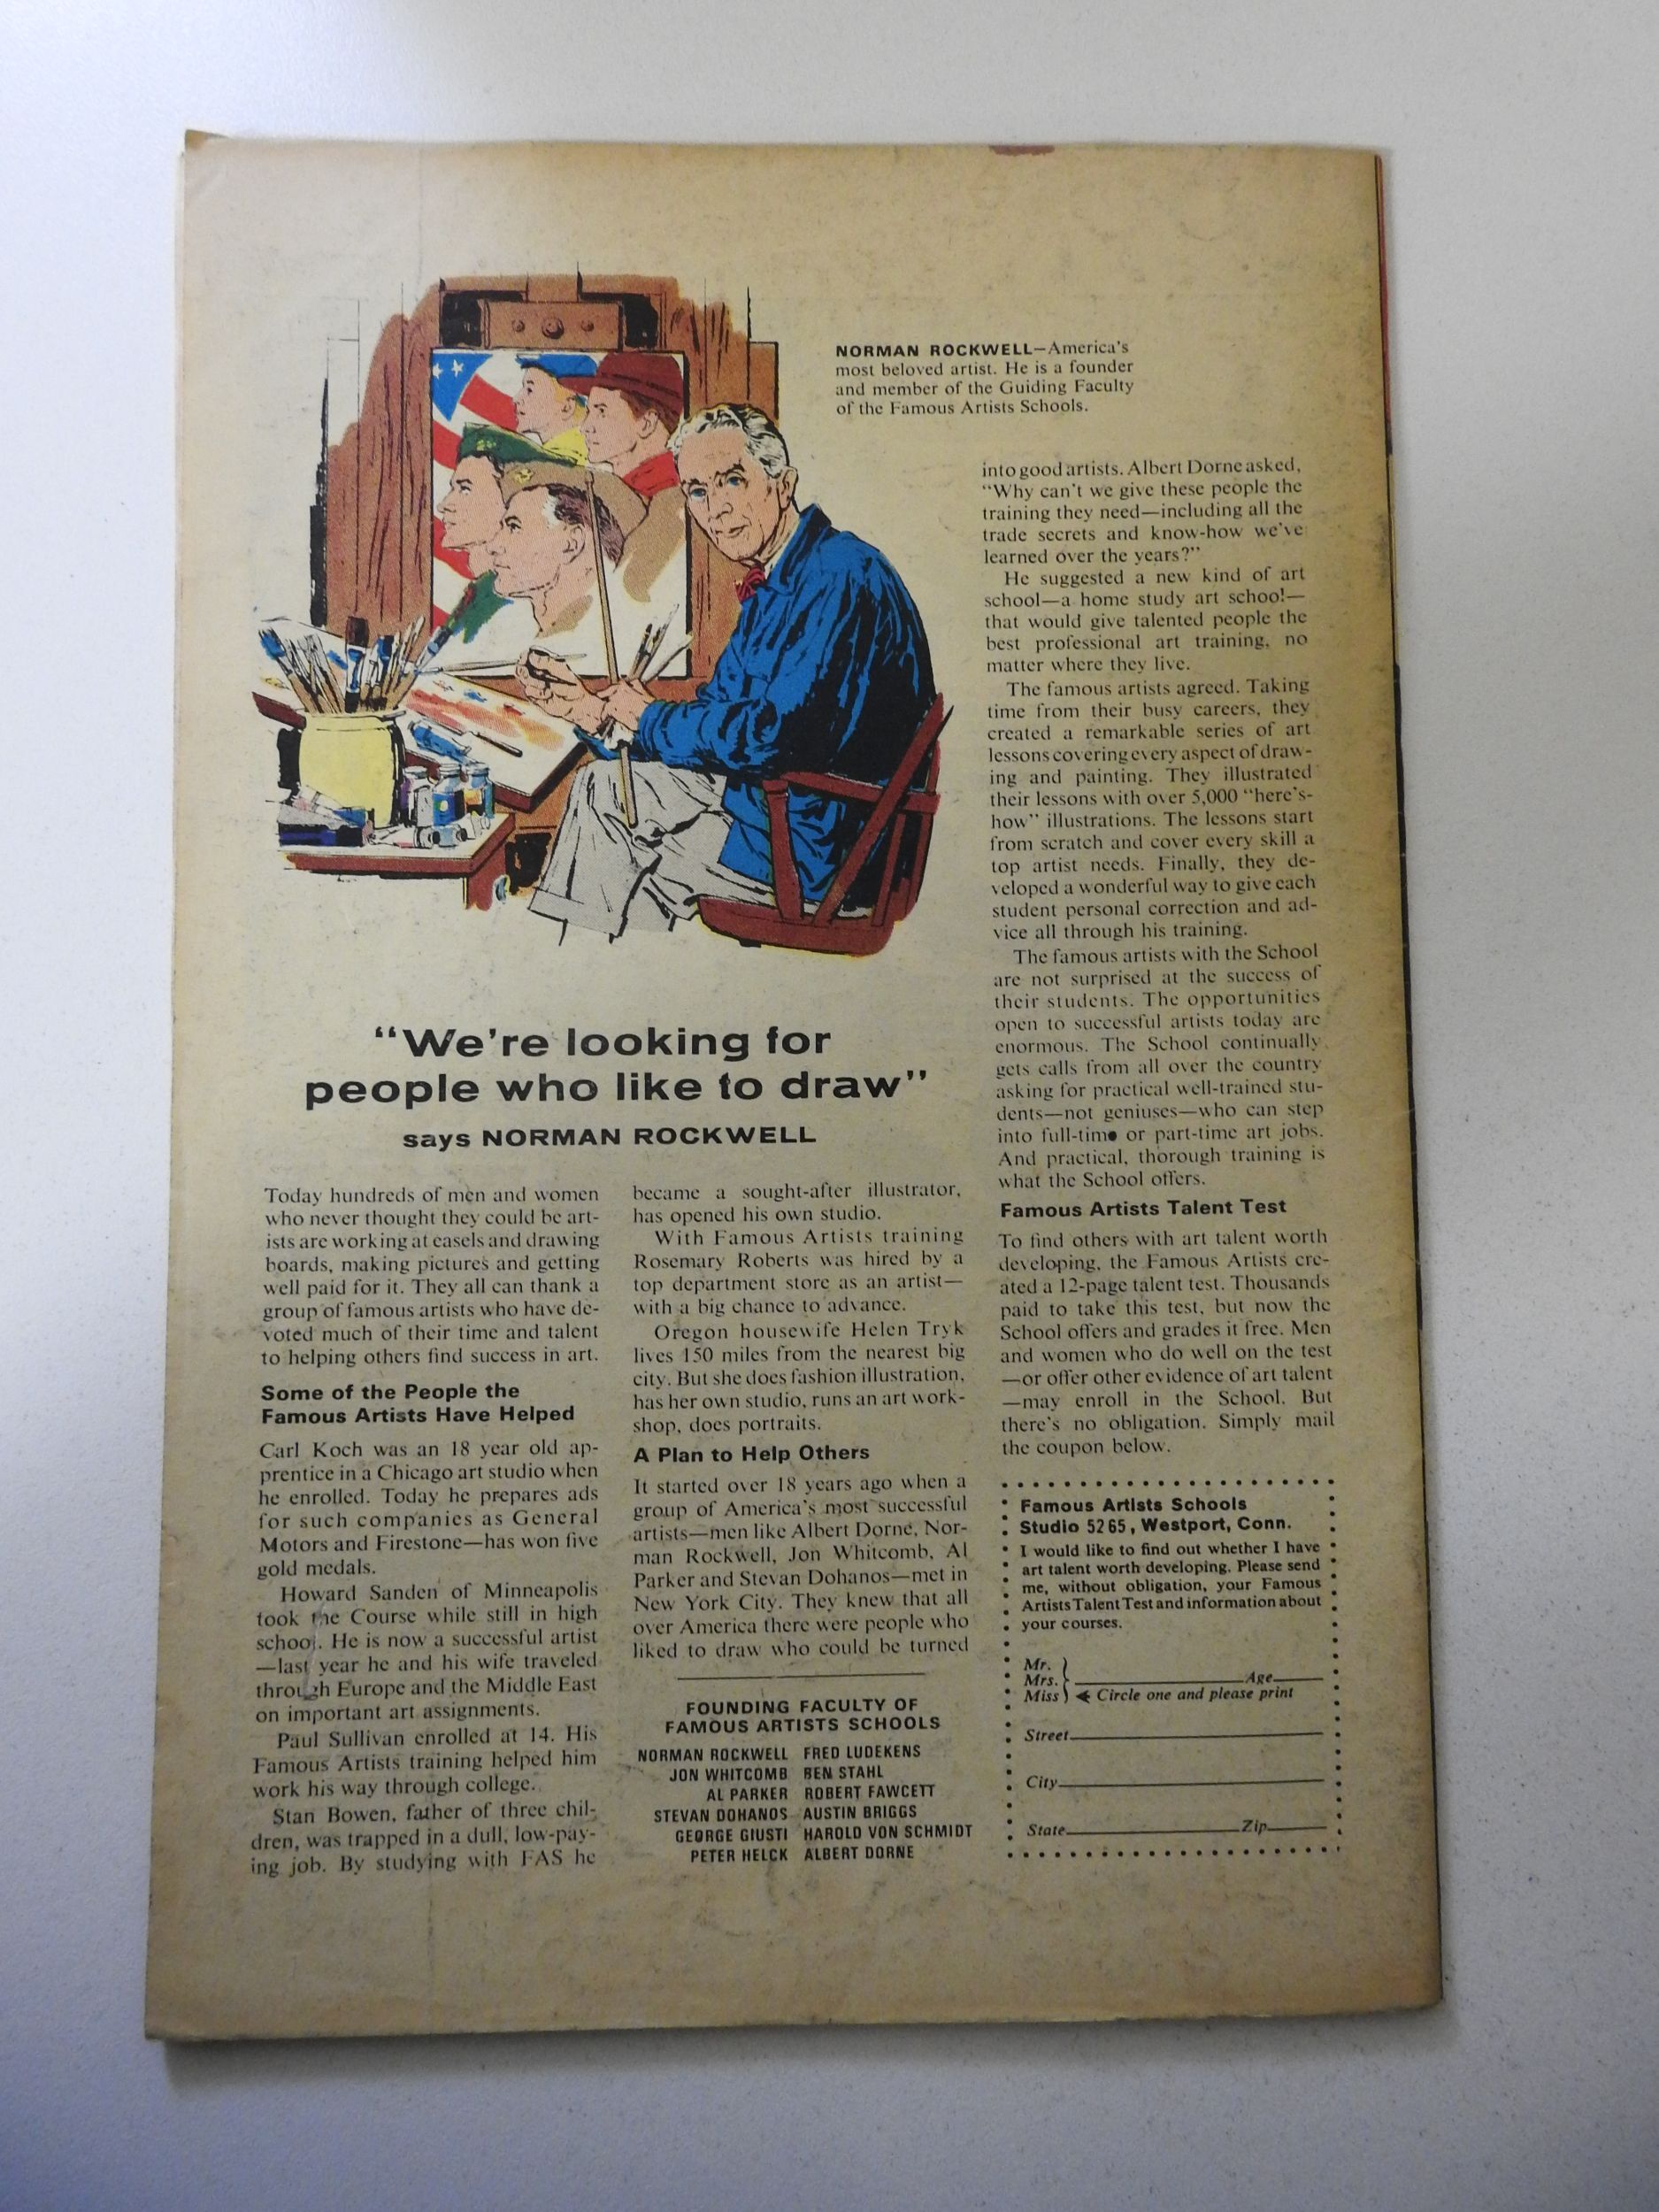 NORMAN ROCKWELL—America's
most beloved artist. He is a founder
and member of the Guiding Faculty
of the Famous Artists Schools.
"We're looking for
people who like to draw"
says NORMAN ROCKWELL
Today hundreds of men and women
who never thought they could be art-
ists are working at easels and drawing
boards, making pictures and getting
well paid for it. They all can thank a
group of famous artists who have de-
voted much of their time and talent
to helping others find success in art.
Some of the People the
Famous Artists Have Helped
Carl Koch was an 18 year old ap-
prentice in a Chicago art studio when
he enrolled. Today he prepares ads
for such companies as General
Motors and Firestone—has won five
gold medals.
Howard Sanden of Minneapolis
took the Course while still in high
school. He is now a successful artist
—last year he and his wife traveled
through Europe and the Middle East
on important art assignments.
Paul Sullivan enrolled at 14. His
Famous Artists training helped him
work his way through college.
Stan Bowen, father of three chil-
dren, was trapped in a dull, low-pay-
ing job. By studying with FAS he
became a sought-after illustrator,
has opened his own studio.
With Famous Artists training
Rosemary Roberts was hired by a
top department store as an artist—
with a big chance to advance.
Oregon housewife Helen Tryk
lives 150 miles from the nearest big
city. But she does fashion illustration,
has her own studio, runs an art work-
shop, does portraits.
A Plan to Help Others
It started over 18 years ago when a
group of America's most successful
artists—men like Albert Dorne, Nor-
man Rockwell, Jon Whitcomb, Al
Parker and Stevan Dohanos—met in
New York City. They knew that all
over America there were people who
liked to draw who could be turned
into good artists. Albert Dorne asked,
"Why can't we give these people the
training they need—including all the
trade secrets and know-how we've
learned over the years?"
He suggested a new kind of art
school—a home study art school—
that would give talented people the
best professional art training, no
matter where they live.
The famous artists agreed. Taking
time from their busy careers, they
created a remarkable series of art
lessons covering every aspect of draw-
ing and painting. They illustrated
their lessons with over 5,000 "here's-
how" illustrations. The lessons start
from scratch and cover every skill a
top artist needs. Finally, they de-
veloped a wonderful way to give each
student personal correction and ad-
vice all through his training.
The famous artists with the School
are not surprised at the success of
their students. The opportunities
open to successful artists today are
enormous. The School continually
gets calls from all over the country
asking for practical well-trained stu-
dents—not geniuses—who can step
into full-time or part-time art jobs.
And practical, thorough training is
what the School offers.
Famous Artists Talent Test
To find others with art talent worth
developing, the Famous Artists cre-
ated a 12-page talent test. Thousands
paid to take this test, but now the
School offers and grades it free. Men
and women who do well on the test
—or offer other evidence of art talent
—may enroll in the School. But
there's no obligation. Simply mail
the coupon below.
FOUNDING FACULTY OF
FAMOUS ARTISTS SCHOOLS
NORMAN ROCKWELL FRED LUDEKENS
JON WHITCOMB BEN STAHL
AL PARKER ROBERT FAWCETT
STEVAN DOHANOS AUSTIN BRIGGS
GEORGE GIUSTI HAROLD VON SCHMIDT
PETER HELCK ALBERT DORNE
Famous Artists Schools
Studio 5265, Westport, Conn.
I would like to find out whether I have
art talent worth developing. Please send
me, without obligation, your Famous
Artists Talent Test and information about
your courses.
Mr.
Mrs. Age
Miss Circle one and please print
Street
City
State Zip